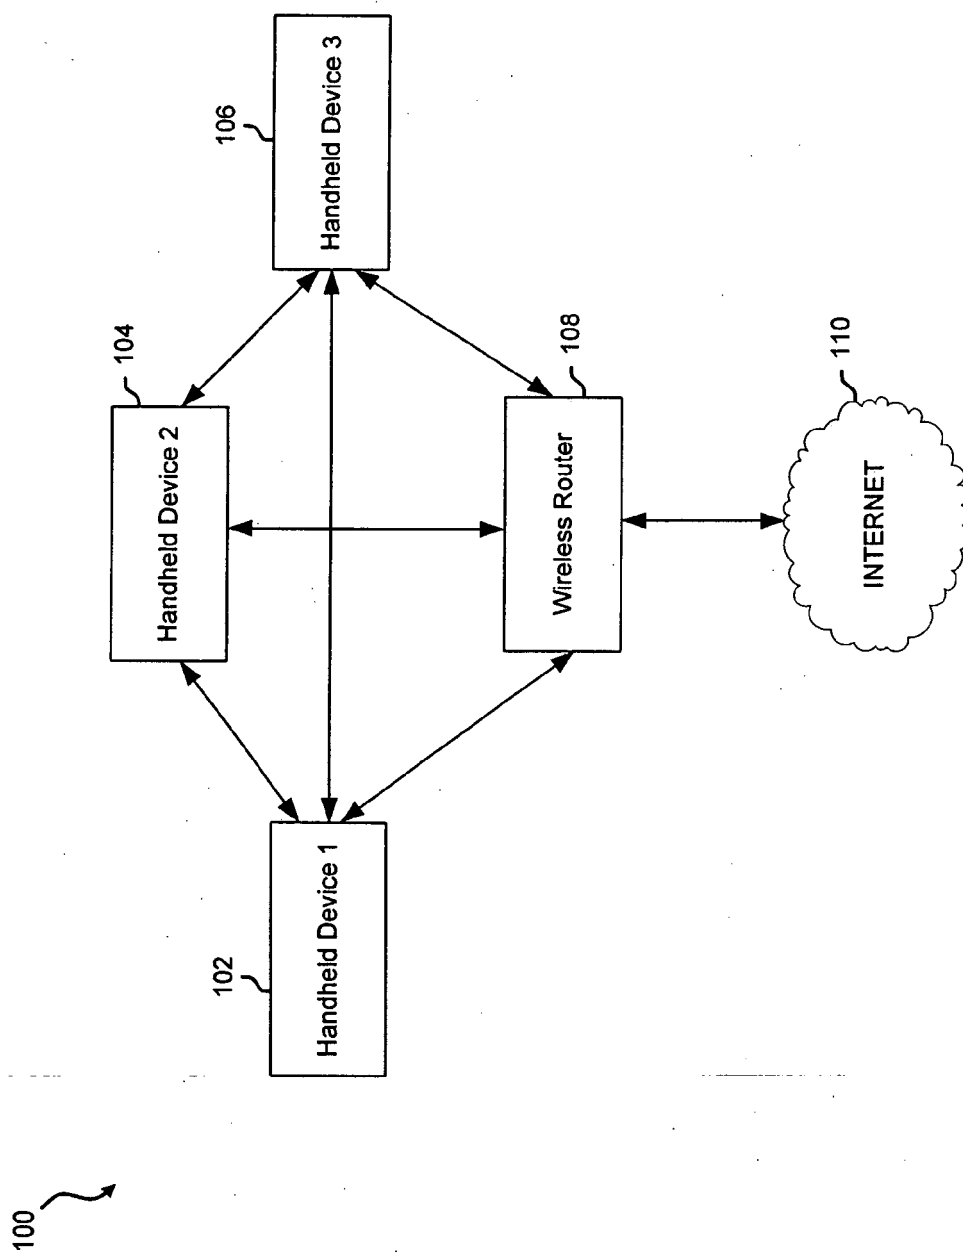 100
102
Handheld Device 1
104
Handheld Device 2
106
Handheld Device 3
108
Wireless Router
110
INTERNET